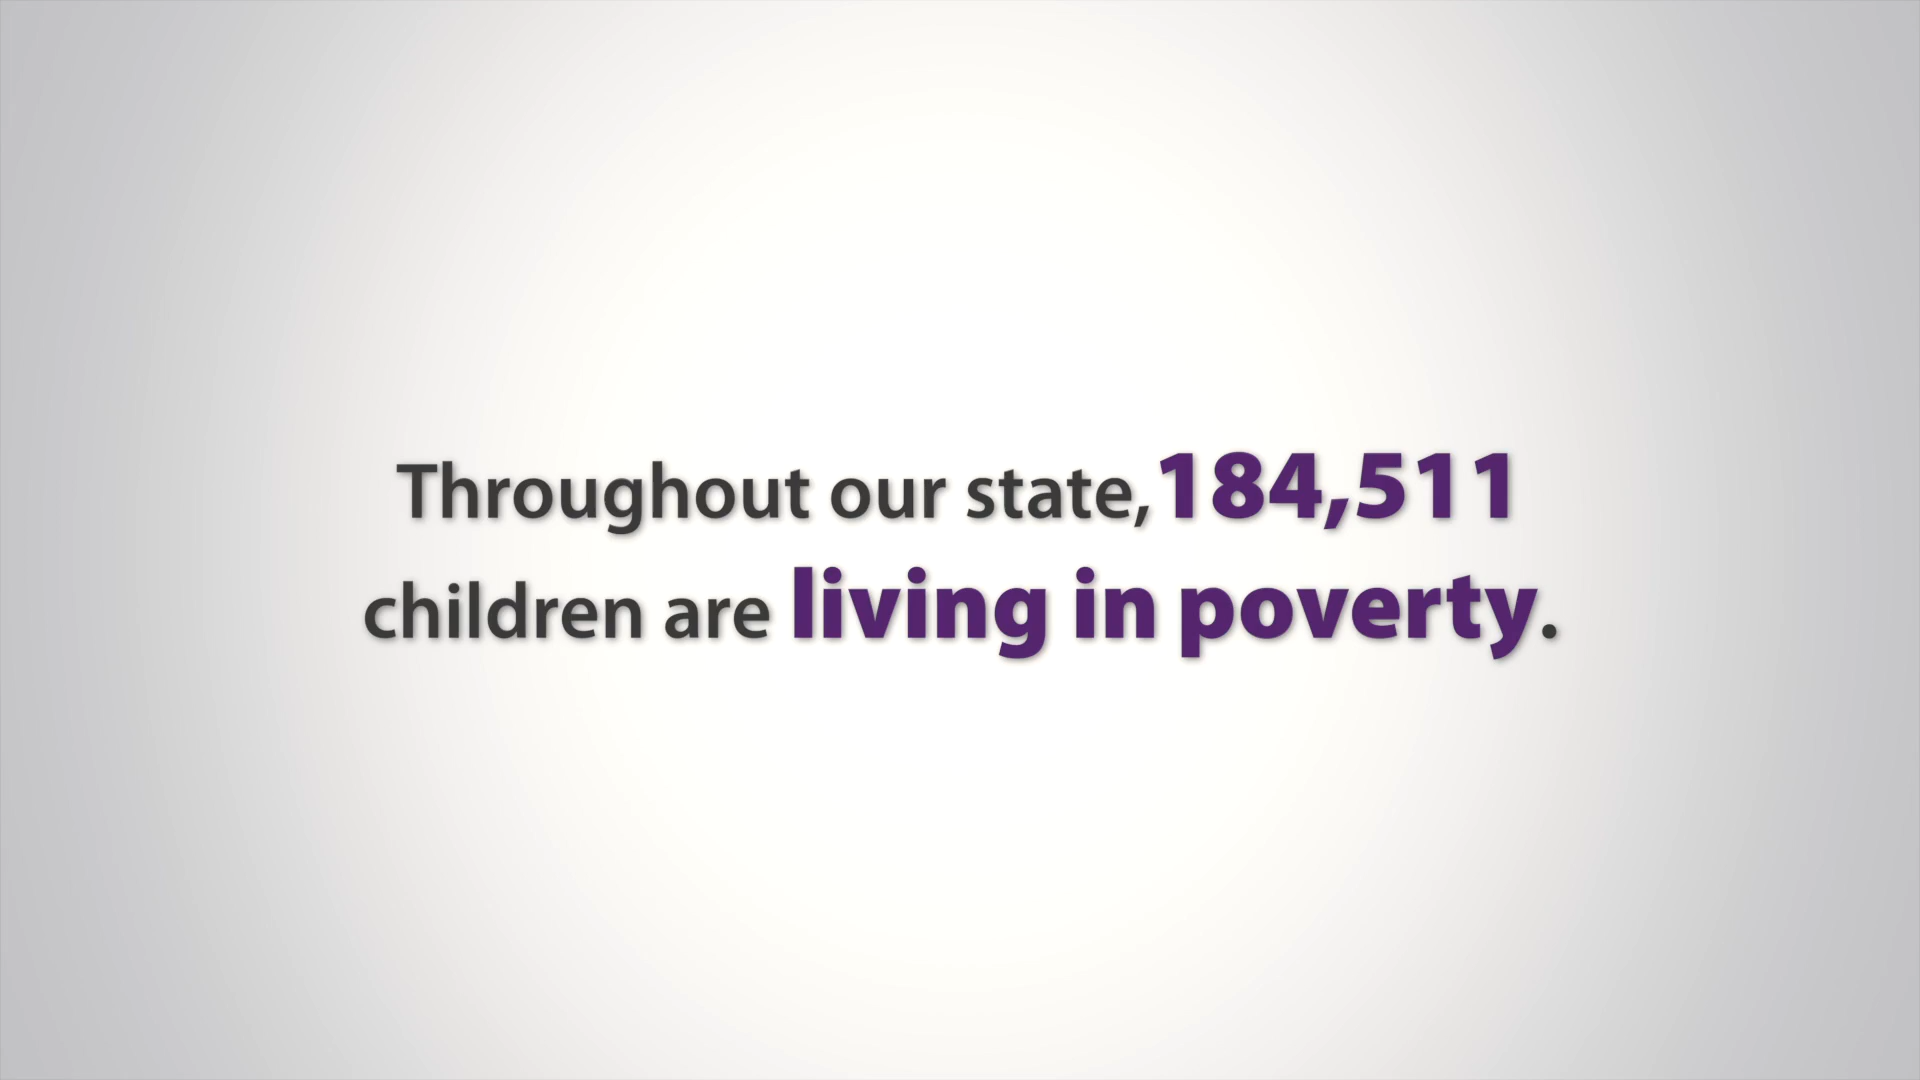 Throughout our state, 184,511
children are living in poverty.